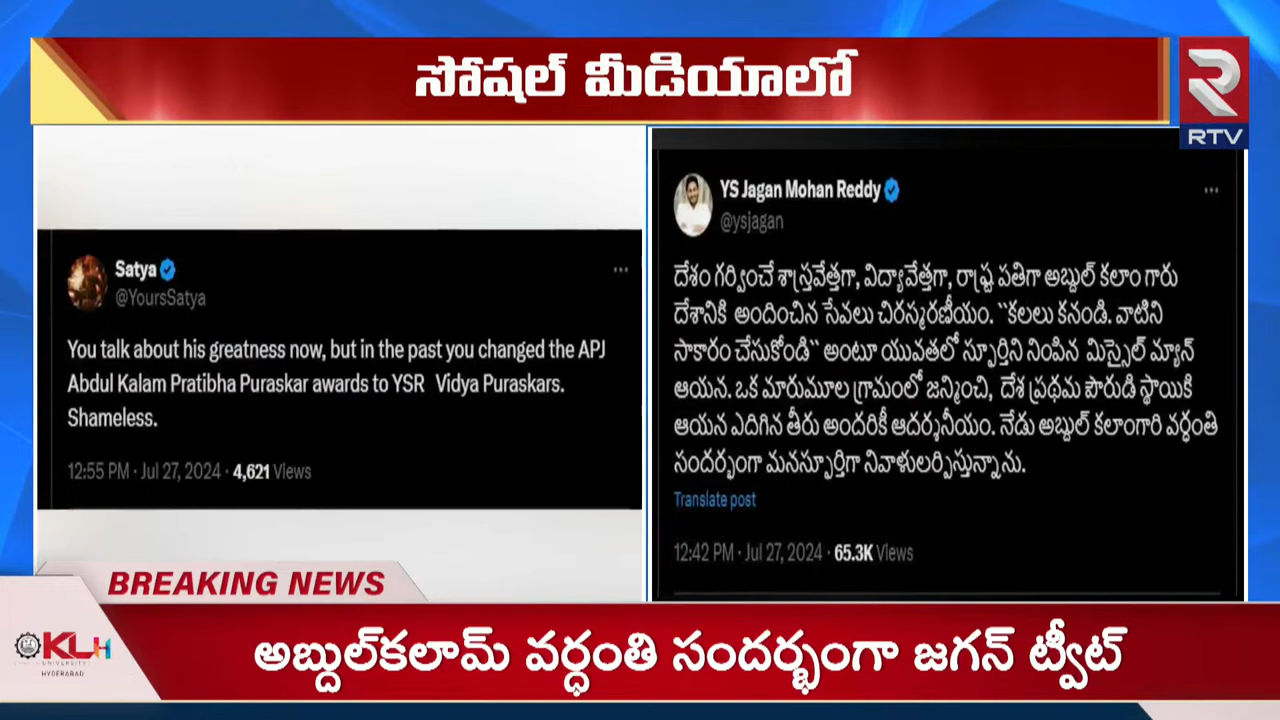 సోషల్ మీడియాలో
RTV
Satya
@YoursSatya
You talk about his greatness now, but in the past you changed the APJ
Abdul Kalam Pratibha Puraskar awards to YSR Vidya Puraskars.
Shameless.
12:55 PM · Jul 27, 2024 · 4,621 Views
YS Jagan Mohan Reddy
@ysjagan
దేశం గర్వించే శాస్త్రవేత్తగా, విద్యావేత్తగా, రాష్ట్రపతిగా అబ్దుల్ కలాం గారు
దేశానికి అందించిన సేవలు చిరస్మరణీయం. ``కలలు కనండి. వాటిని
సాకారం చేసుకోండి`` అంటూ యువతలో స్ఫూర్తిని నింపిన మిస్సైల్ మ్యాన్
ఆయన. ఒక మారుమూల గ్రామంలో జన్మించి, దేశ ప్రథమ పౌరుడి స్థాయికి
ఆయన ఎదిగిన తీరు అందరికీ ఆదర్శనీయం. నేడు అబ్దుల్ కలాంగారి వర్ధంతి
సందర్భంగా మనస్ఫూర్తిగా నివాళులర్పిస్తున్నాను.
Translate post
12:42 PM · Jul 27, 2024 · 65.3K Views
BREAKING NEWS
KLH
UNIVERSITY
HYDERABAD
అబ్దుల్‌కలామ్ వర్ధంతి సందర్భంగా జగన్ ట్వీట్